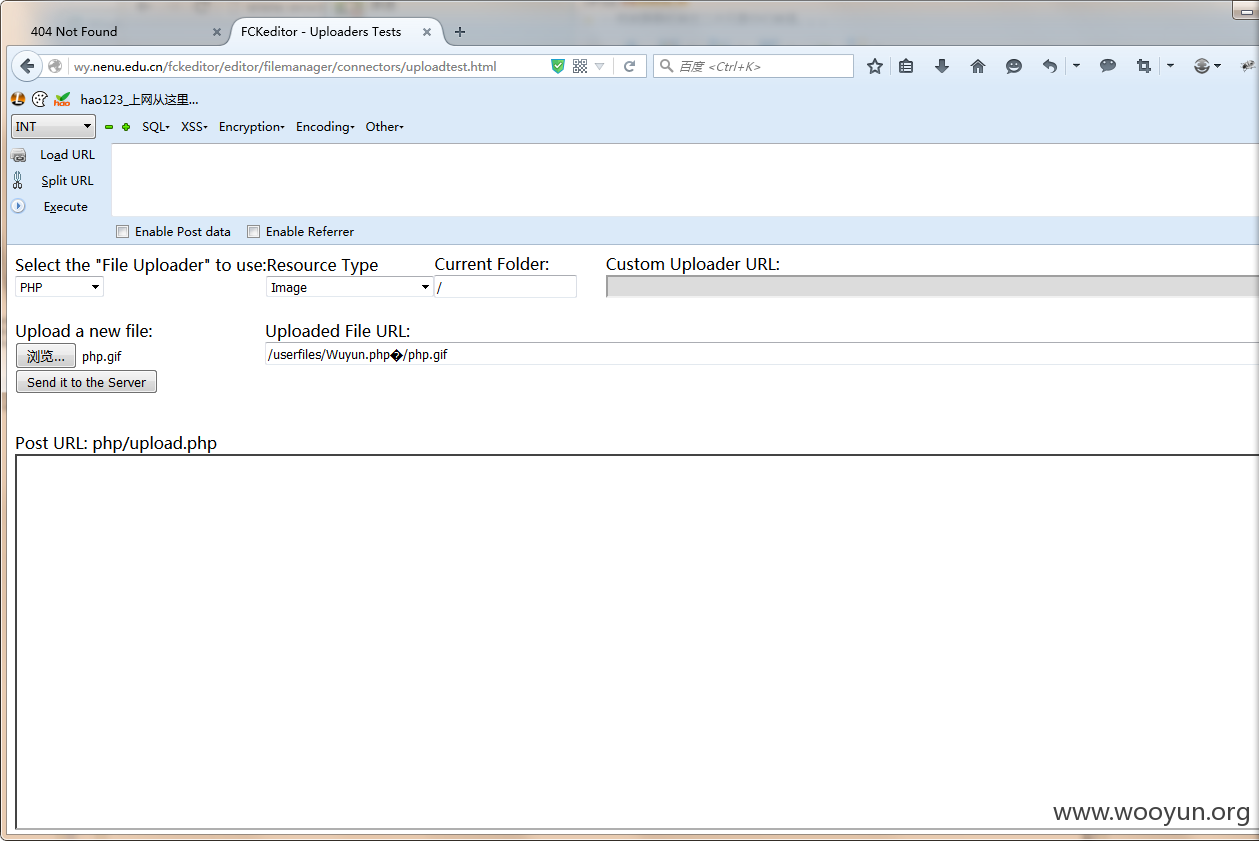 404 Not Found
FCKeditor - Uploaders Tests
wy.nenu.edu.cn/fckeditor/editor/filemanager/connectors/uploadtest.html
百度 <Ctrl+K>
hao hao123_上网从这里...
INT SQL XSS Encryption Encoding Other
Load URL
Split URL
Execute
Enable Post data Enable Referrer
Select the "File Uploader" to use: Resource Type Current Folder: Custom Uploader URL:
PHP Image /
Upload a new file: Uploaded File URL:
浏览... php.gif /userfiles/Wuyun.php�/php.gif
Send it to the Server
Post URL: php/upload.php
www.wooyun.org